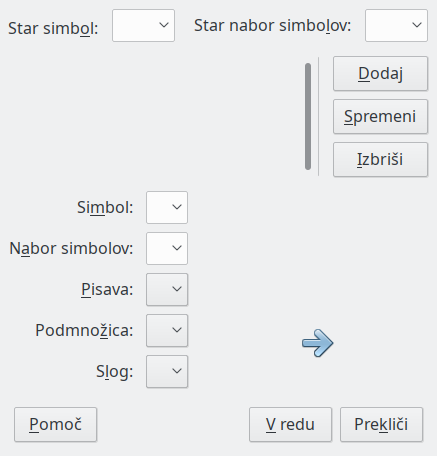 Star simbol: Star nabor simbolov:
Dodaj
Spremeni
Izbriši
Simbol:
Nabor simbolov:
Pisava:
Podmnožica:
Slog:
Pomoč V redu Prekliči